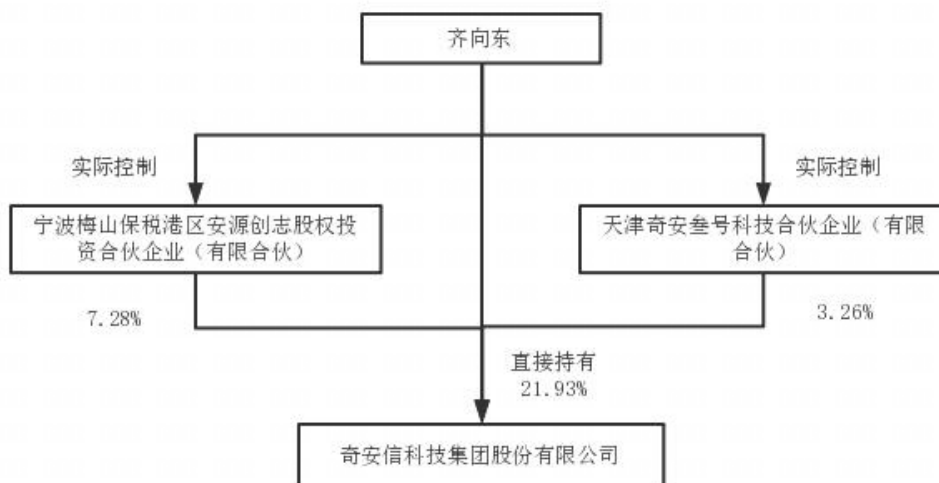 齐向东
实际控制
实际控制
宁波梅山保税港区安源创志股权投
资合伙企业（有限合伙）
天津奇安叁号科技合伙企业（有限
合伙）
7.28%
3.26%
直接持有
21.93%
奇安信科技集团股份有限公司